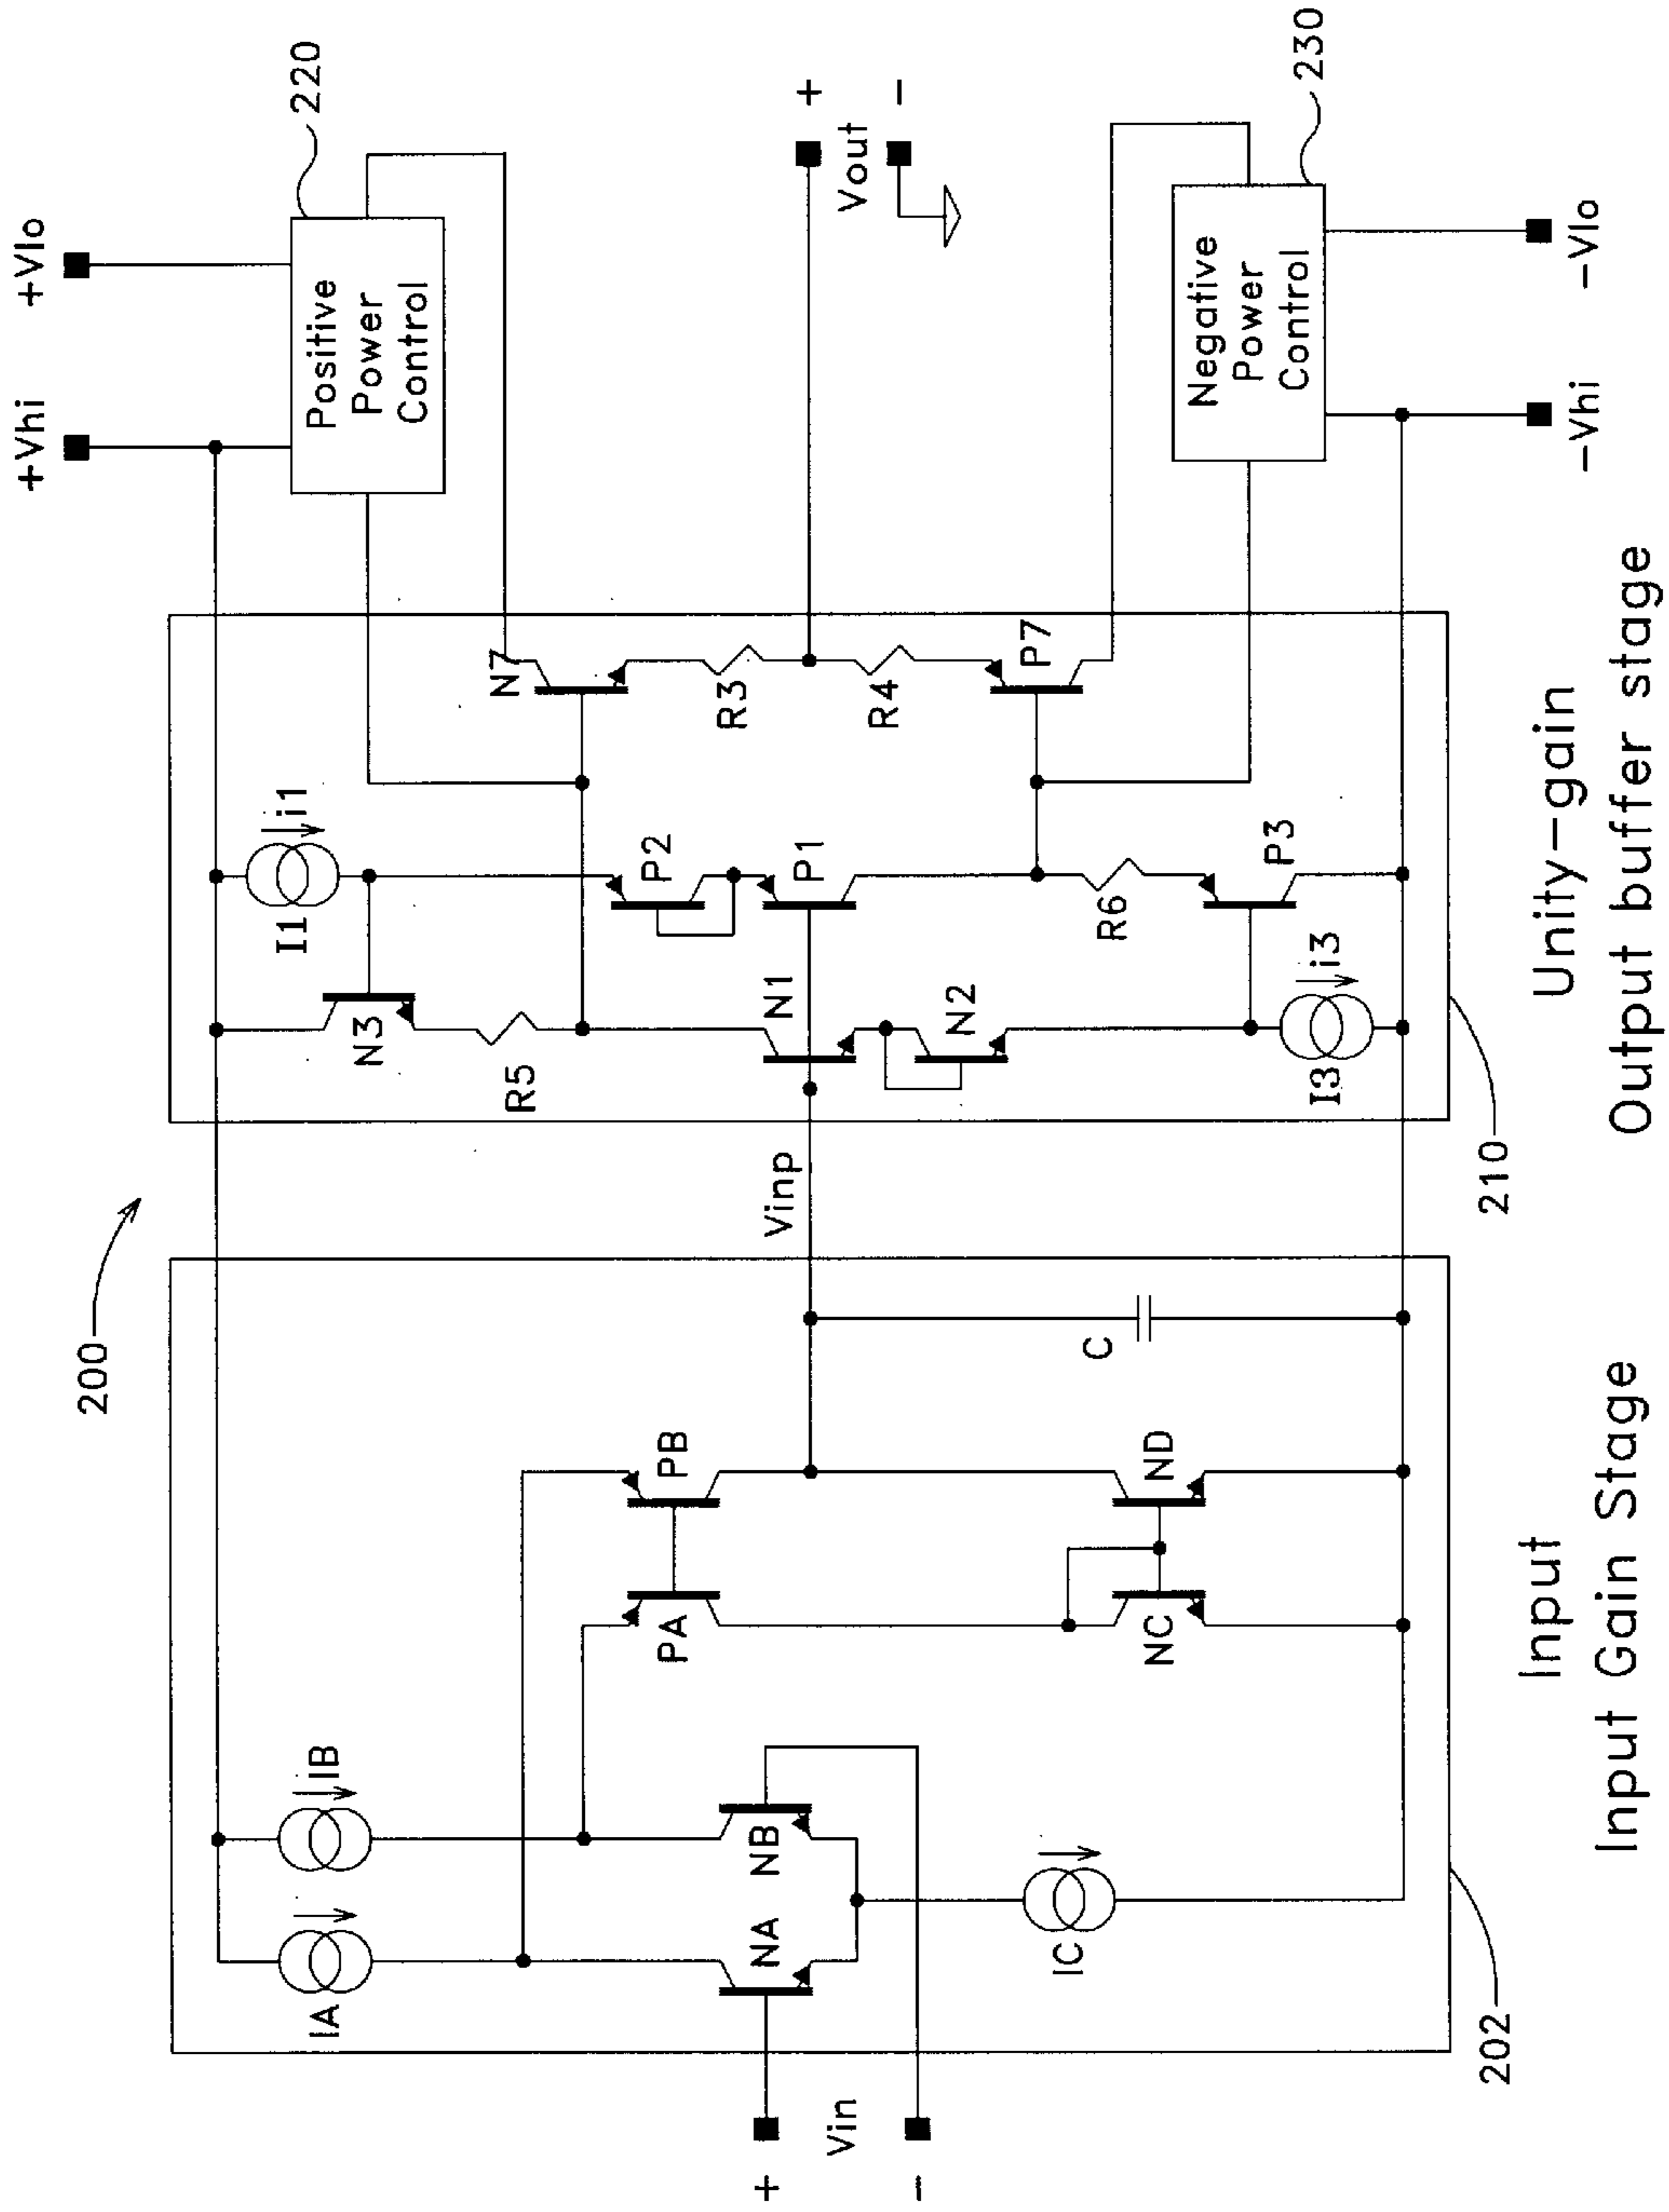 200
+Vhi
+Vlo
220
Positive
Power
Control
IA
IB
I1
i1
N3
N7
R5
P2
R3
PA
PB
+
Vin
−
NA
NB
Vinp
N1
P1
+
Vout
−
N2
R4
P7
R6
P3
IC
NC
ND
C
I3
i3
Negative
Power
Control
230
−Vhi
−Vlo
202
Input
Input Gain Stage
210
Unity−gain
Output buffer stage